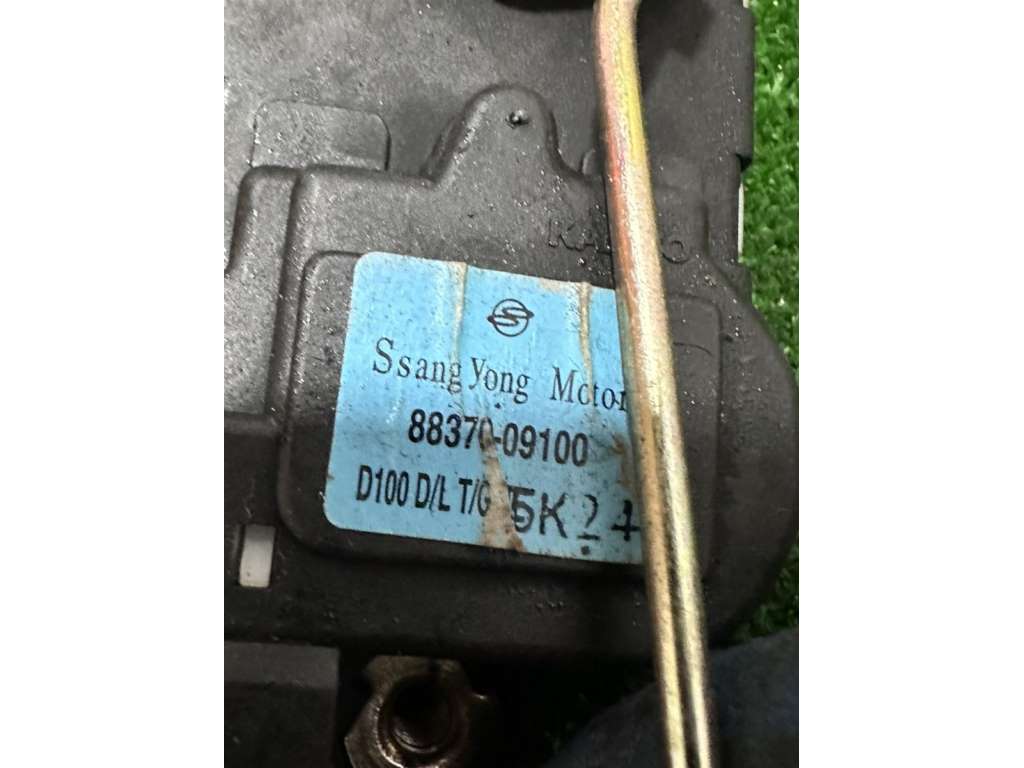 Ssang Yong Motor
88370-09100
D100 D/L T/G
5K24